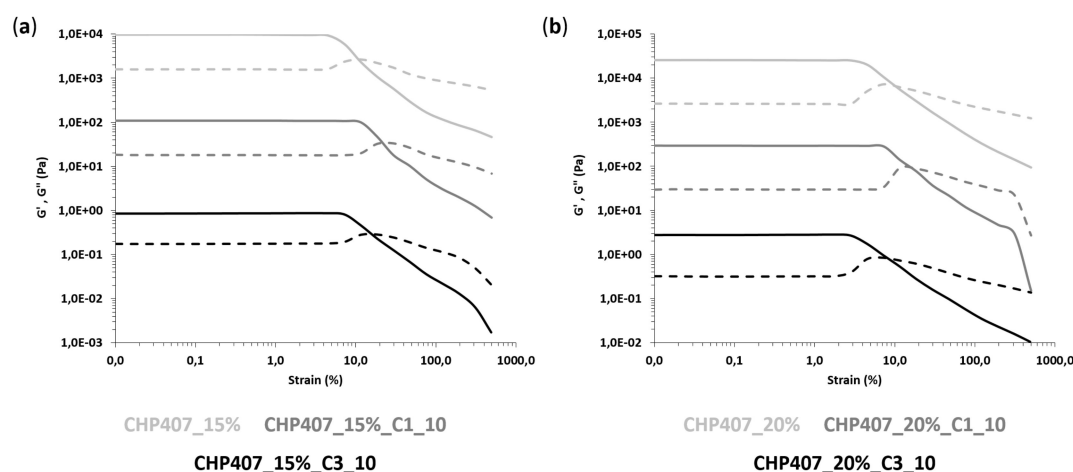 (a)
1,0E+04
1,0E+03
1,0E+02
1,0E+01
1,0E+00
1,0E-01
1,0E-02
1,0E-03
G' , G'' (Pa)
0,0 0,1 1,0 10,0 100,0 1000,0
Strain (%)
CHP407_15% CHP407_15%_C1_10
CHP407_15%_C3_10
(b)
1,0E+05
1,0E+04
1,0E+03
1,0E+02
1,0E+01
1,0E+00
1,0E-01
1,0E-02
G' , G'' (Pa)
0,0 0,1 1,0 10,0 100,0 1000,0
Strain (%)
CHP407_20% CHP407_20%_C1_10
CHP407_20%_C3_10